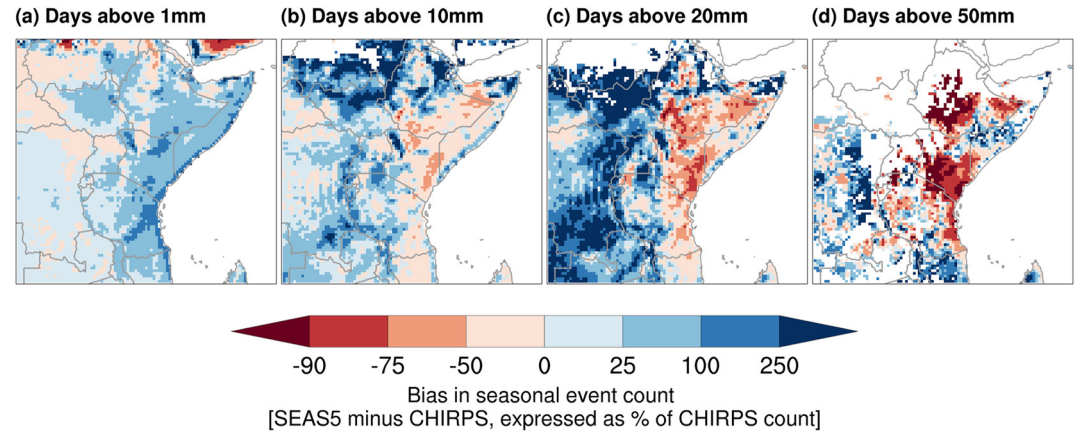 (a) Days above 1mm
(b) Days above 10mm
(c) Days above 20mm
(d) Days above 50mm
-90 -75 -50 0 25 100 250
Bias in seasonal event count
[SEAS5 minus CHIRPS, expressed as % of CHIRPS count]